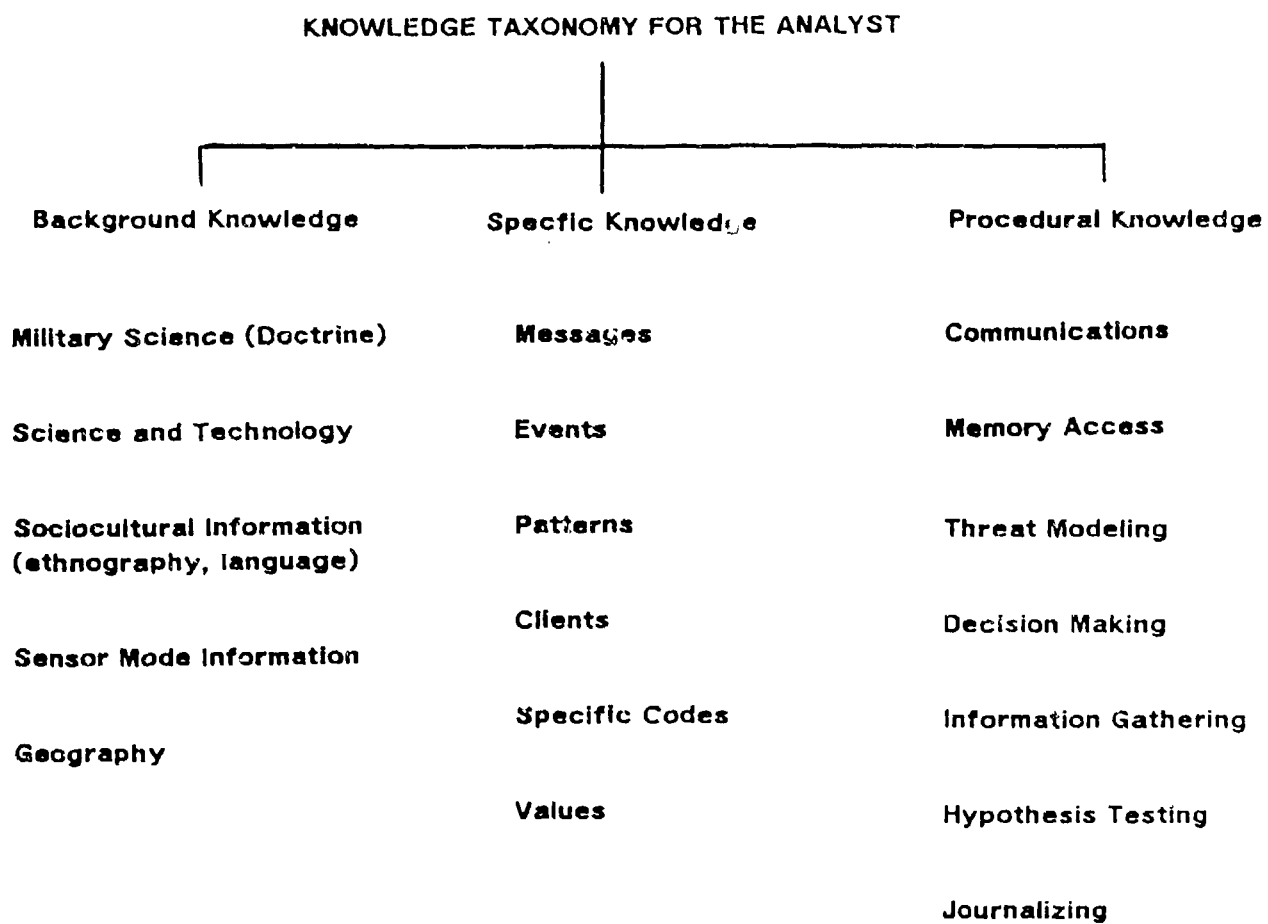 KNOWLEDGE TAXONOMY FOR THE ANALYST
Background Knowledge
Military Science (Doctrine)
Science and Technology
Sociocultural Information
(ethnography, language)
Sensor Mode Information
Geography
Specfic Knowledge
Messages
Events
Patterns
Clients
Specific Codes
Values
Procedural Knowledge
Communications
Memory Access
Threat Modeling
Decision Making
Information Gathering
Hypothesis Testing
Journalizing